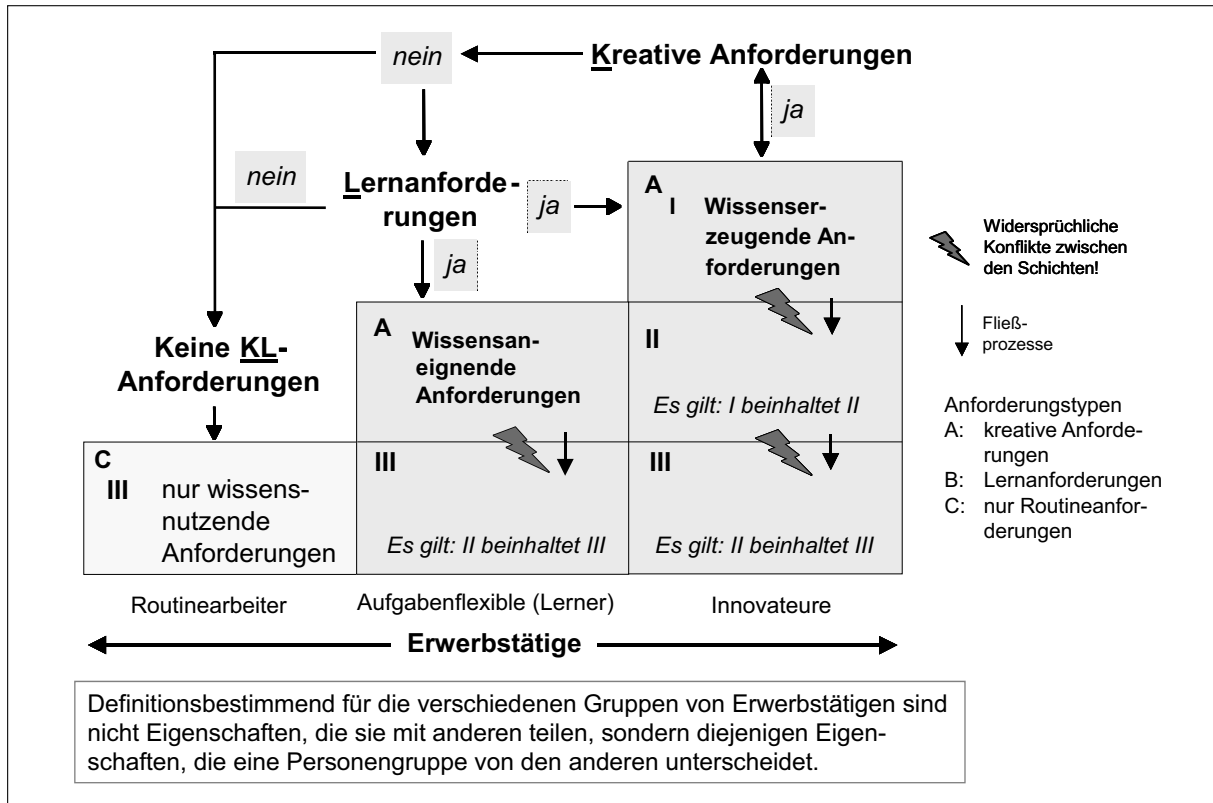 nein
Kreative Anforderungen
ja
nein
Lernanforde-
rungen
ja
ja
A
I Wissenser-
zeugende An-
forderungen
Widersprüchliche
Konflikte zwischen
den Schichten!
Fließ-
prozesse
Keine KL-
Anforderungen
A
Wissensan-
eignende
Anforderungen
II
Es gilt: I beinhaltet II
Anforderungstypen
A: kreative Anforde-
rungen
B: Lernanforderungen
C: nur Routineanfor-
derungen
C
III nur wissens-
nutzende
Anforderungen
III
Es gilt: II beinhaltet III
III
Es gilt: II beinhaltet III
Routinearbeiter
Aufgabenflexible (Lerner)
Innovateure
Erwerbstätige
Definitionsbestimmend für die verschiedenen Gruppen von Erwerbstätigen sind
nicht Eigenschaften, die sie mit anderen teilen, sondern diejenigen Eigen-
schaften, die eine Personengruppe von den anderen unterscheidet.